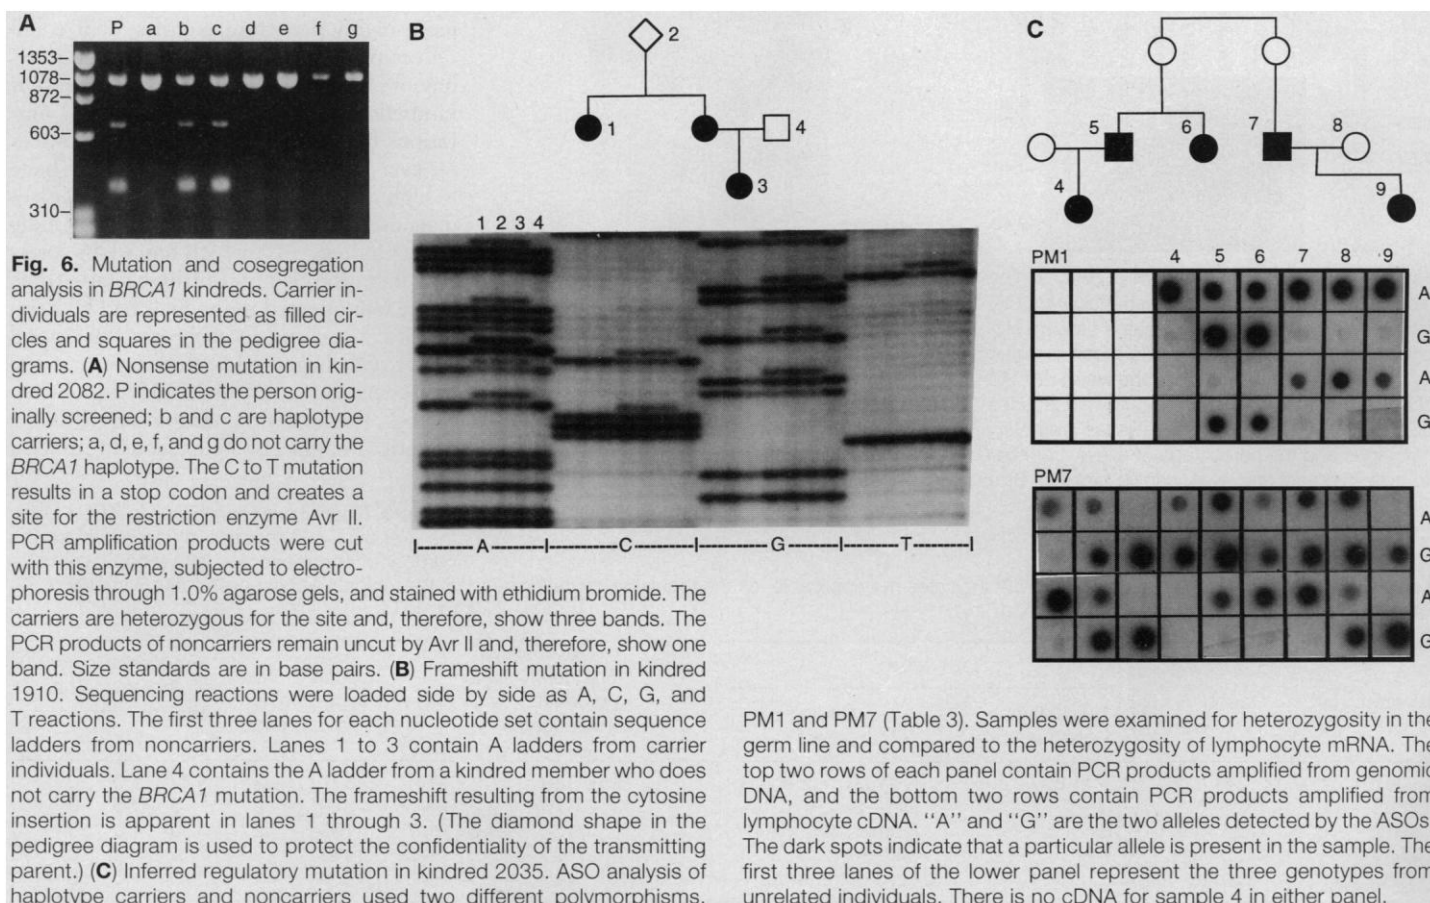 A
P a b c d e f g
1353–
1078–
872–
603–
310–
B
2
1
4
3
1 2 3 4
|--------- A ---------|--------- C ---------|--------- G ---------|--------- T ---------|
C
5
6
7
8
4
9
PM1
4 5 6 7 8 9
A
G
A
G
PM7
A
G
A
G
Fig. 6. Mutation and cosegregation
analysis in BRCA1 kindreds. Carrier in-
dividuals are represented as filled cir-
cles and squares in the pedigree dia-
grams. (A) Nonsense mutation in kin-
dred 2082. P indicates the person orig-
inally screened; b and c are haplotype
carriers; a, d, e, f, and g do not carry the
BRCA1 haplotype. The C to T mutation
results in a stop codon and creates a
site for the restriction enzyme Avr II.
PCR amplification products were cut
with this enzyme, subjected to electro-
phoresis through 1.0% agarose gels, and stained with ethidium bromide. The
carriers are heterozygous for the site and, therefore, show three bands. The
PCR products of noncarriers remain uncut by Avr II and, therefore, show one
band. Size standards are in base pairs. (B) Frameshift mutation in kindred
1910. Sequencing reactions were loaded side by side as A, C, G, and
T reactions. The first three lanes for each nucleotide set contain sequence
ladders from noncarriers. Lanes 1 to 3 contain A ladders from carrier
individuals. Lane 4 contains the A ladder from a kindred member who does
not carry the BRCA1 mutation. The frameshift resulting from the cytosine
insertion is apparent in lanes 1 through 3. (The diamond shape in the
pedigree diagram is used to protect the confidentiality of the transmitting
parent.) (C) Inferred regulatory mutation in kindred 2035. ASO analysis of
haplotype carriers and noncarriers used two different polymorphisms,
PM1 and PM7 (Table 3). Samples were examined for heterozygosity in the
germ line and compared to the heterozygosity of lymphocyte mRNA. The
top two rows of each panel contain PCR products amplified from genomic
DNA, and the bottom two rows contain PCR products amplified from
lymphocyte cDNA. "A" and "G" are the two alleles detected by the ASOs
The dark spots indicate that a particular allele is present in the sample. The
first three lanes of the lower panel represent the three genotypes from
unrelated individuals. There is no cDNA for sample 4 in either panel.